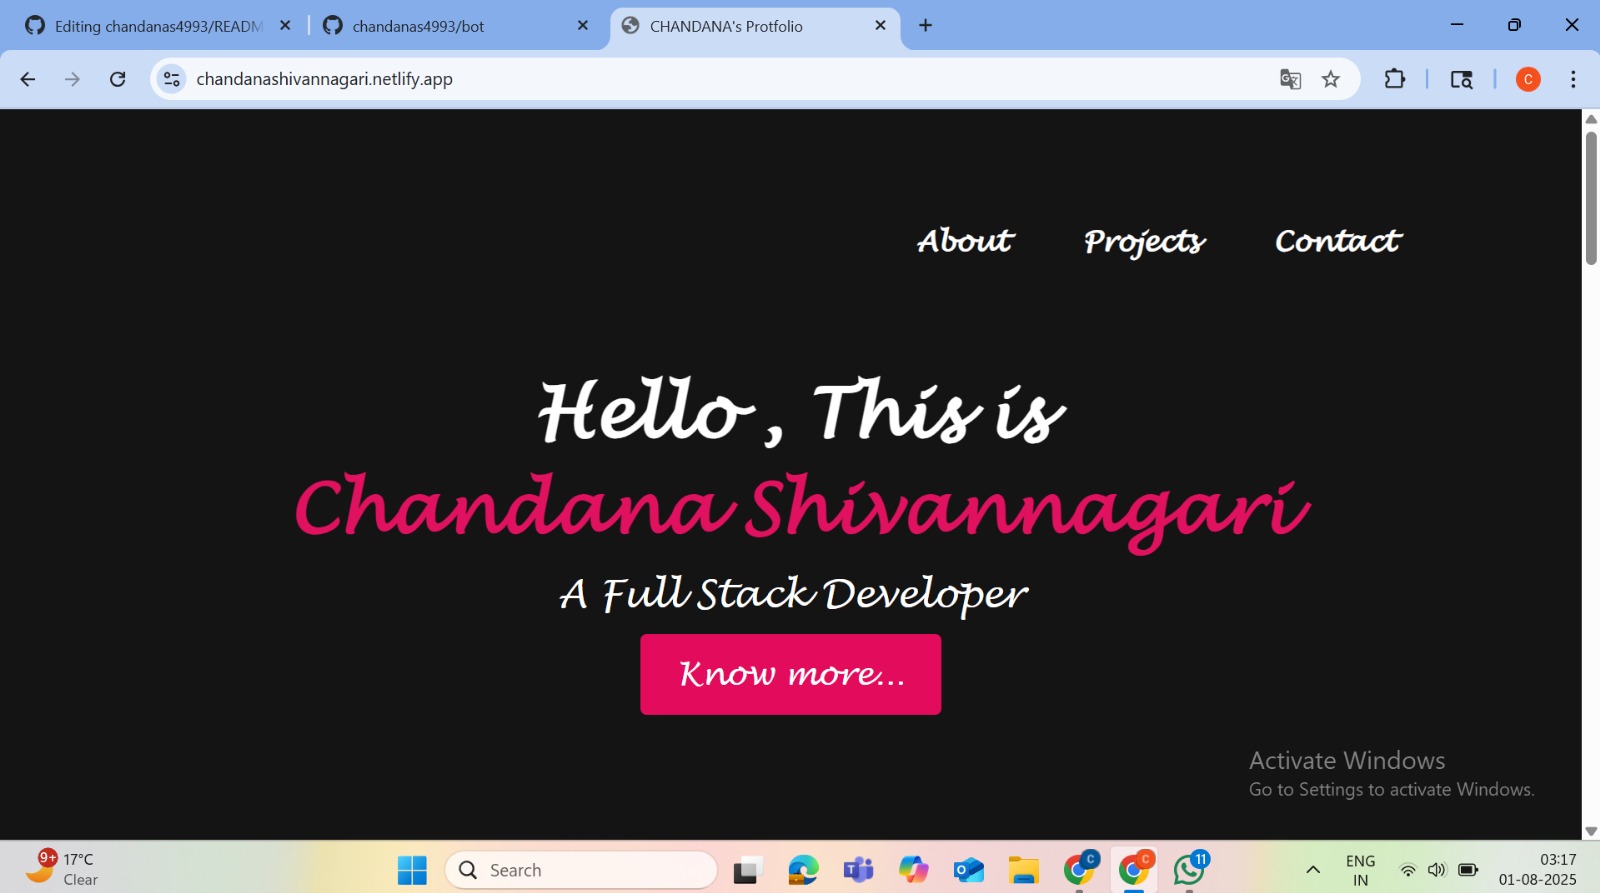 Editing chandanas4993/READM
chandanas4993/bot
CHANDANA's Protfolio
chandanashivannagari.netlify.app
C
About Projects Contact
Hello , This is
Chandana Shivannagari
A Full Stack Developer
Know more...
Activate Windows
Go to Settings to activate Windows.
9+
17°C
Clear
Search
C
C
11
ENG
IN
03:17
01-08-2025